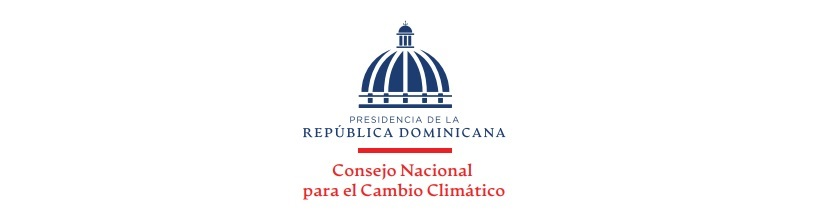 PRESIDENCIA DE LA
REPÚBLICA DOMINICANA
Consejo Nacional
para el Cambio Climático